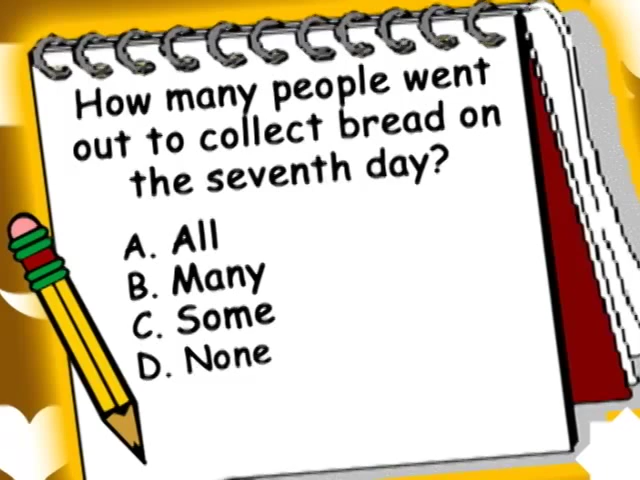 How many people went
out to collect bread on
the seventh day?
A. All
B. Many
C. Some
D. None